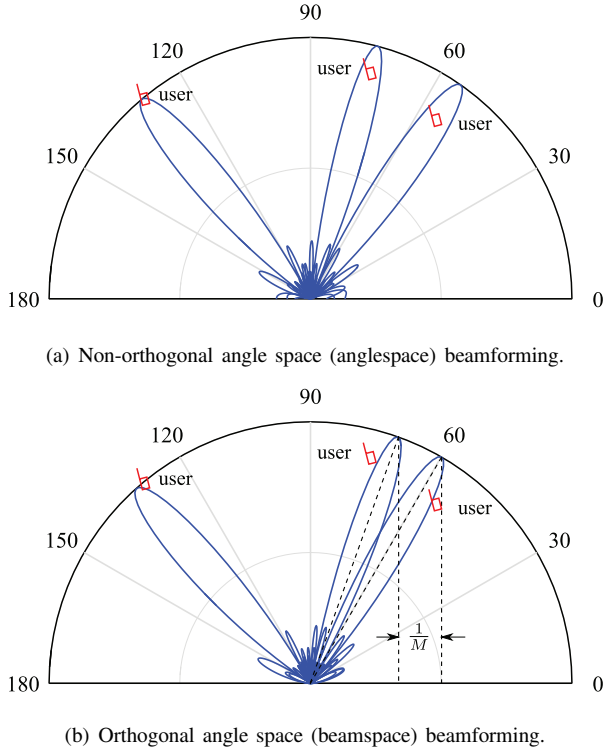 90
120
60
user
user
user
150
30
180
0
(a) Non-orthogonal angle space (anglespace) beamforming.
90
120
60
user
user
user
150
30
1/M
180
0
(b) Orthogonal angle space (beamspace) beamforming.